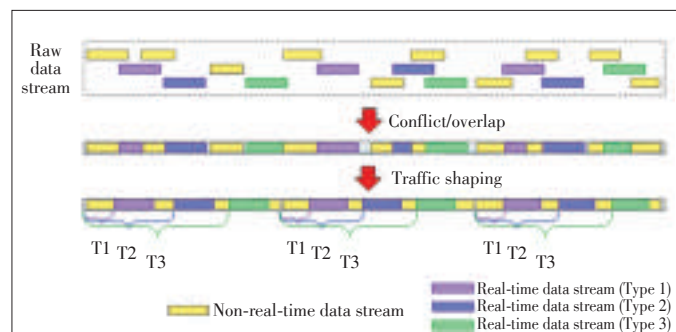 Raw
data
stream
Conflict/overlap
Traffic shaping
T1 T2 T3
T1 T2 T3
T1 T2 T3
Non-real-time data stream
Real-time data stream (Type 1)
Real-time data stream (Type 2)
Real-time data stream (Type 3)